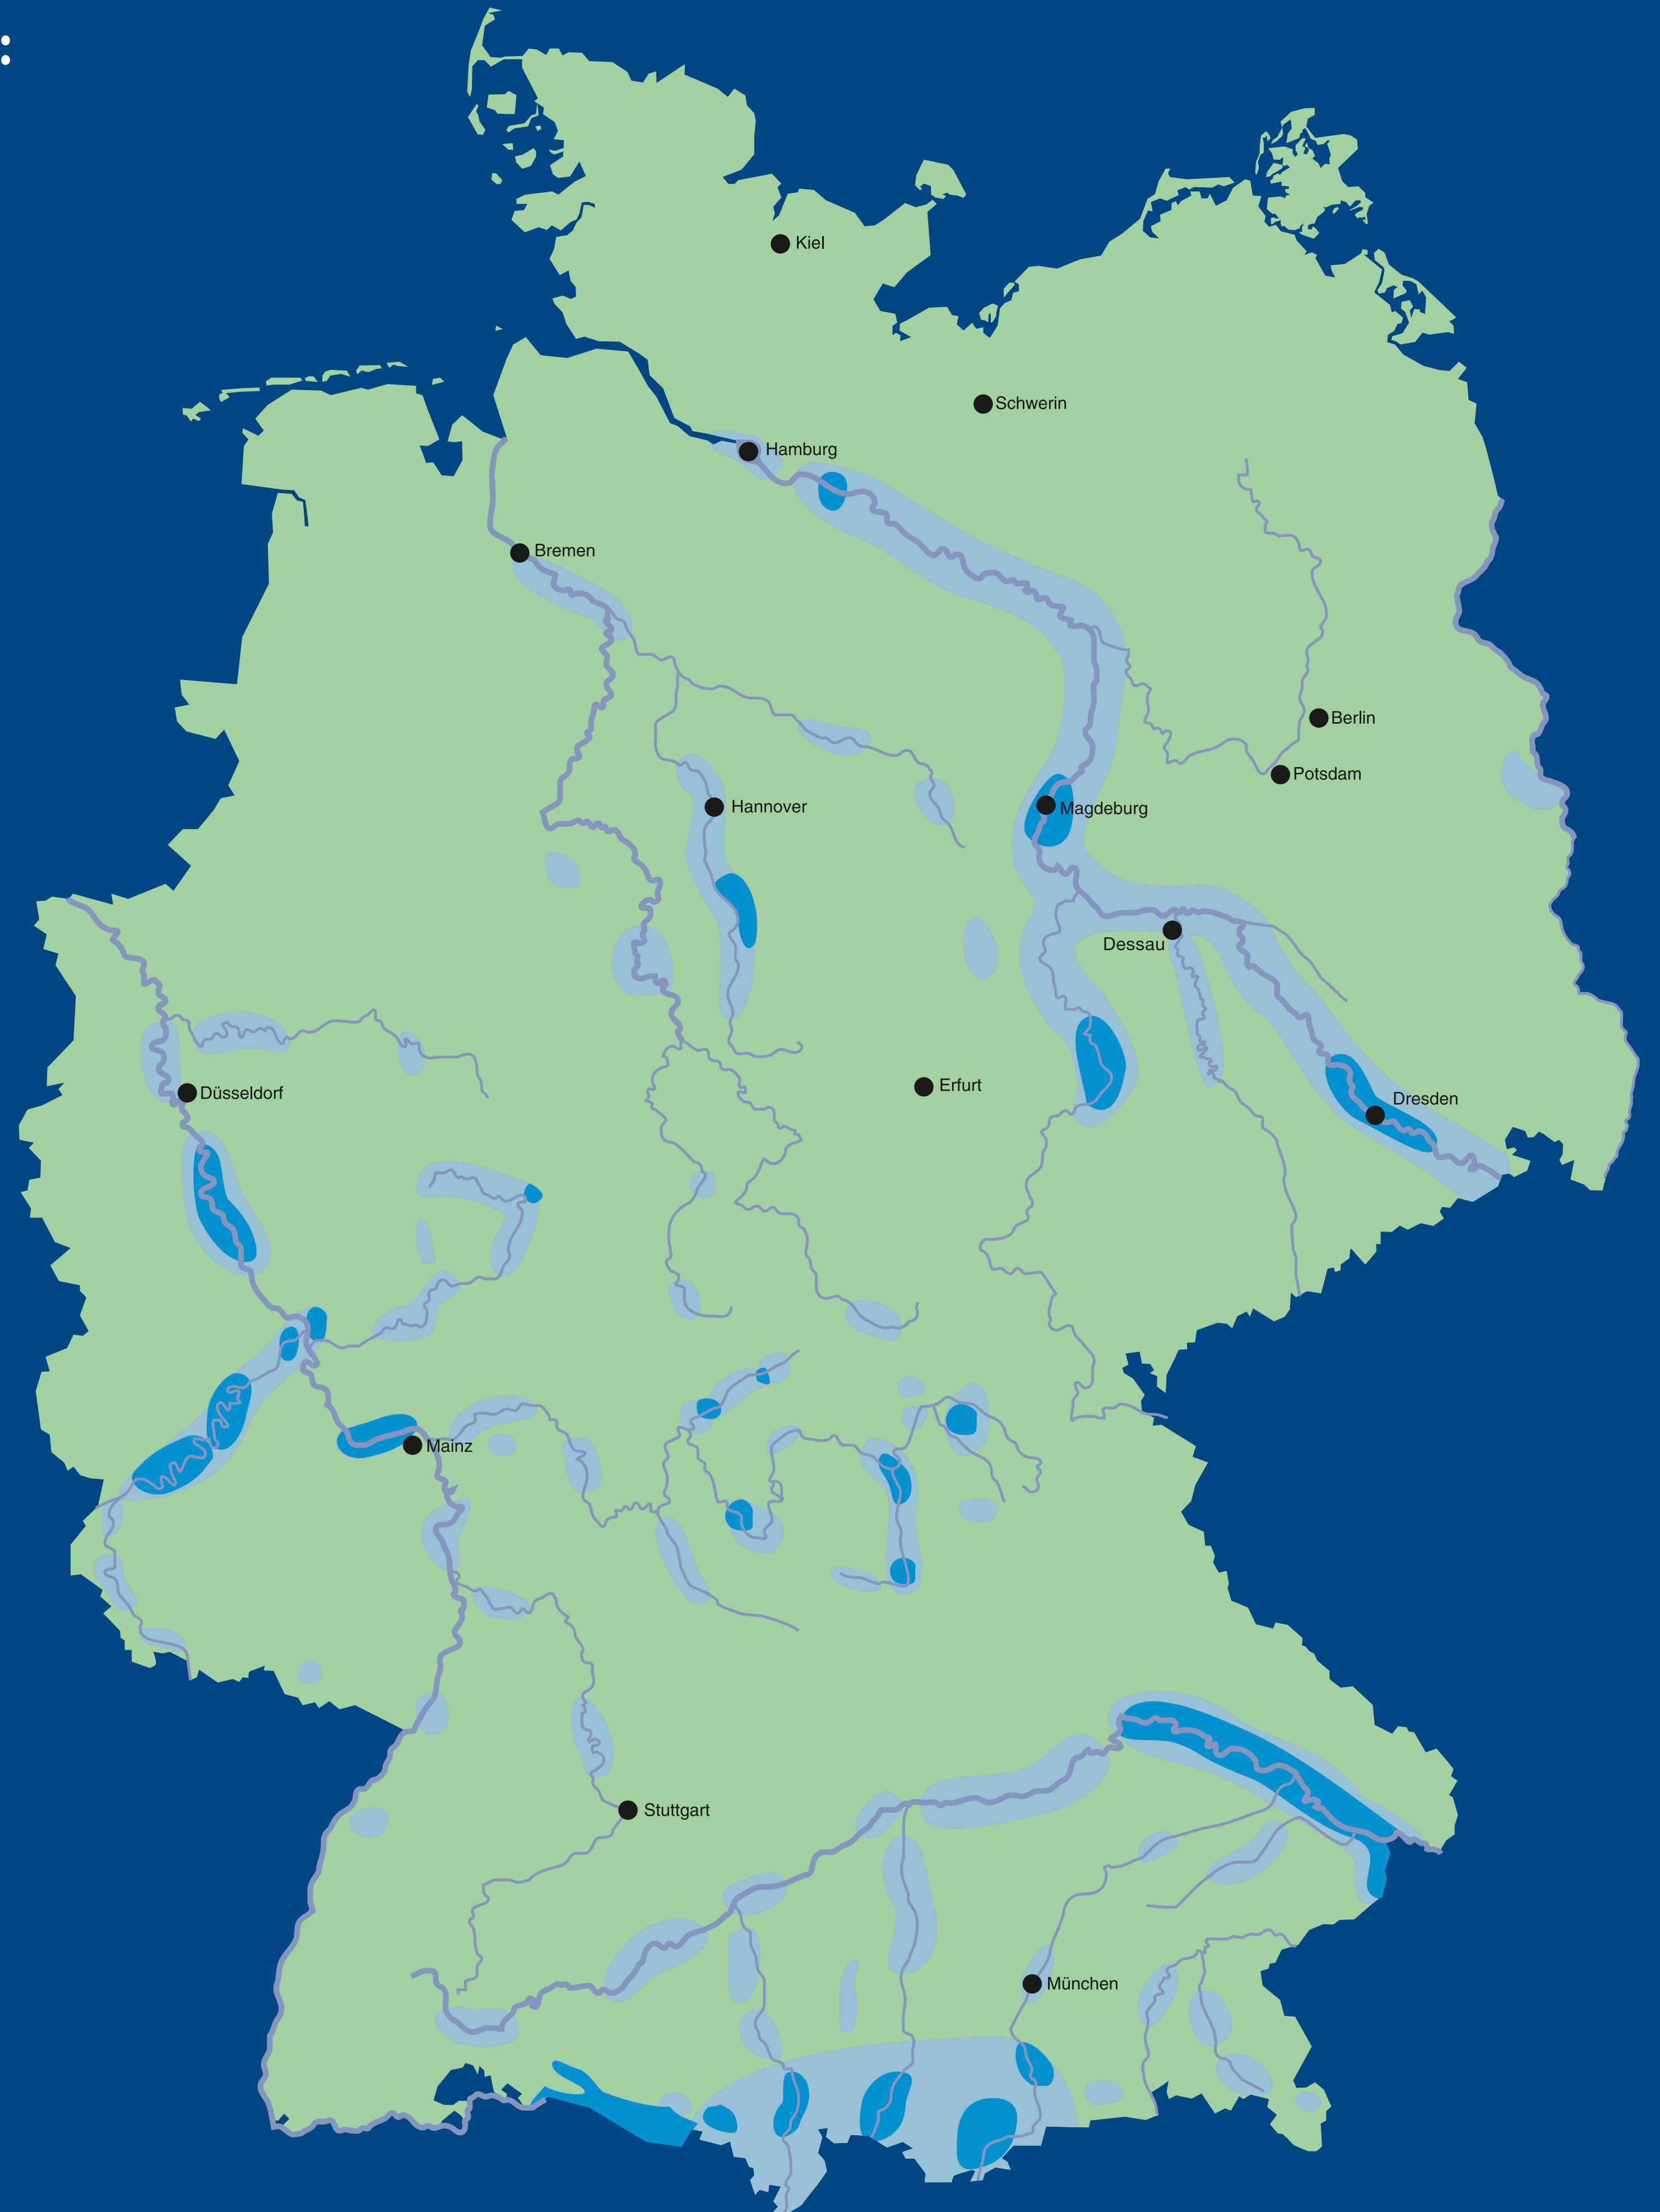 Kiel
Schwerin
Hamburg
Bremen
Berlin
Potsdam
Hannover
Magdeburg
Dessau
Erfurt
Düsseldorf
Dresden
Mainz
Stuttgart
München